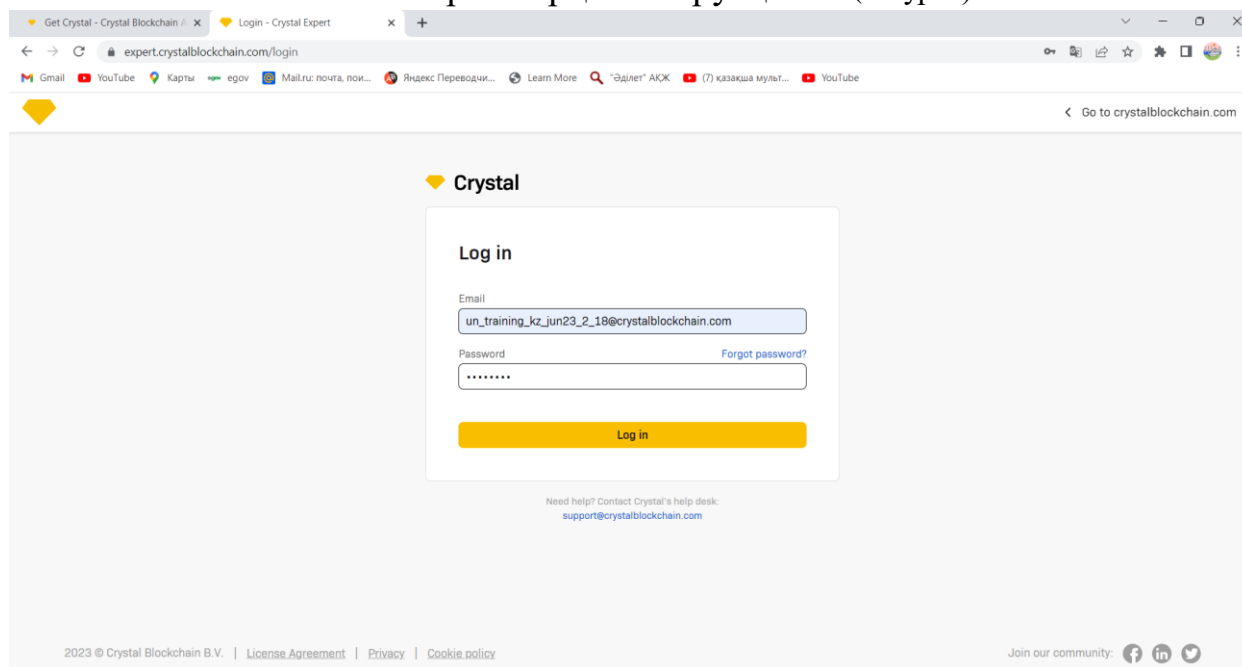 Get Crystal - Crystal Blockchain A
Login - Crystal Expert
expert.crystalblockchain.com/login
Gmail YouTube Карты egov Mail.ru: почта, пои... Яндекс Переводчи... Learn More "Әділет" АҚЖ (7) қазақша мульт... YouTube
Go to crystalblockchain.com
Crystal
Log in
Email
un_training_kz_jun23_2_18@crystalblockchain.com
Password Forgot password?
Log in
Need help? Contact Crystal's help desk:
support@crystalblockchain.com
2023 © Crystal Blockchain B.V. | License Agreement | Privacy | Cookie policy
Join our community: